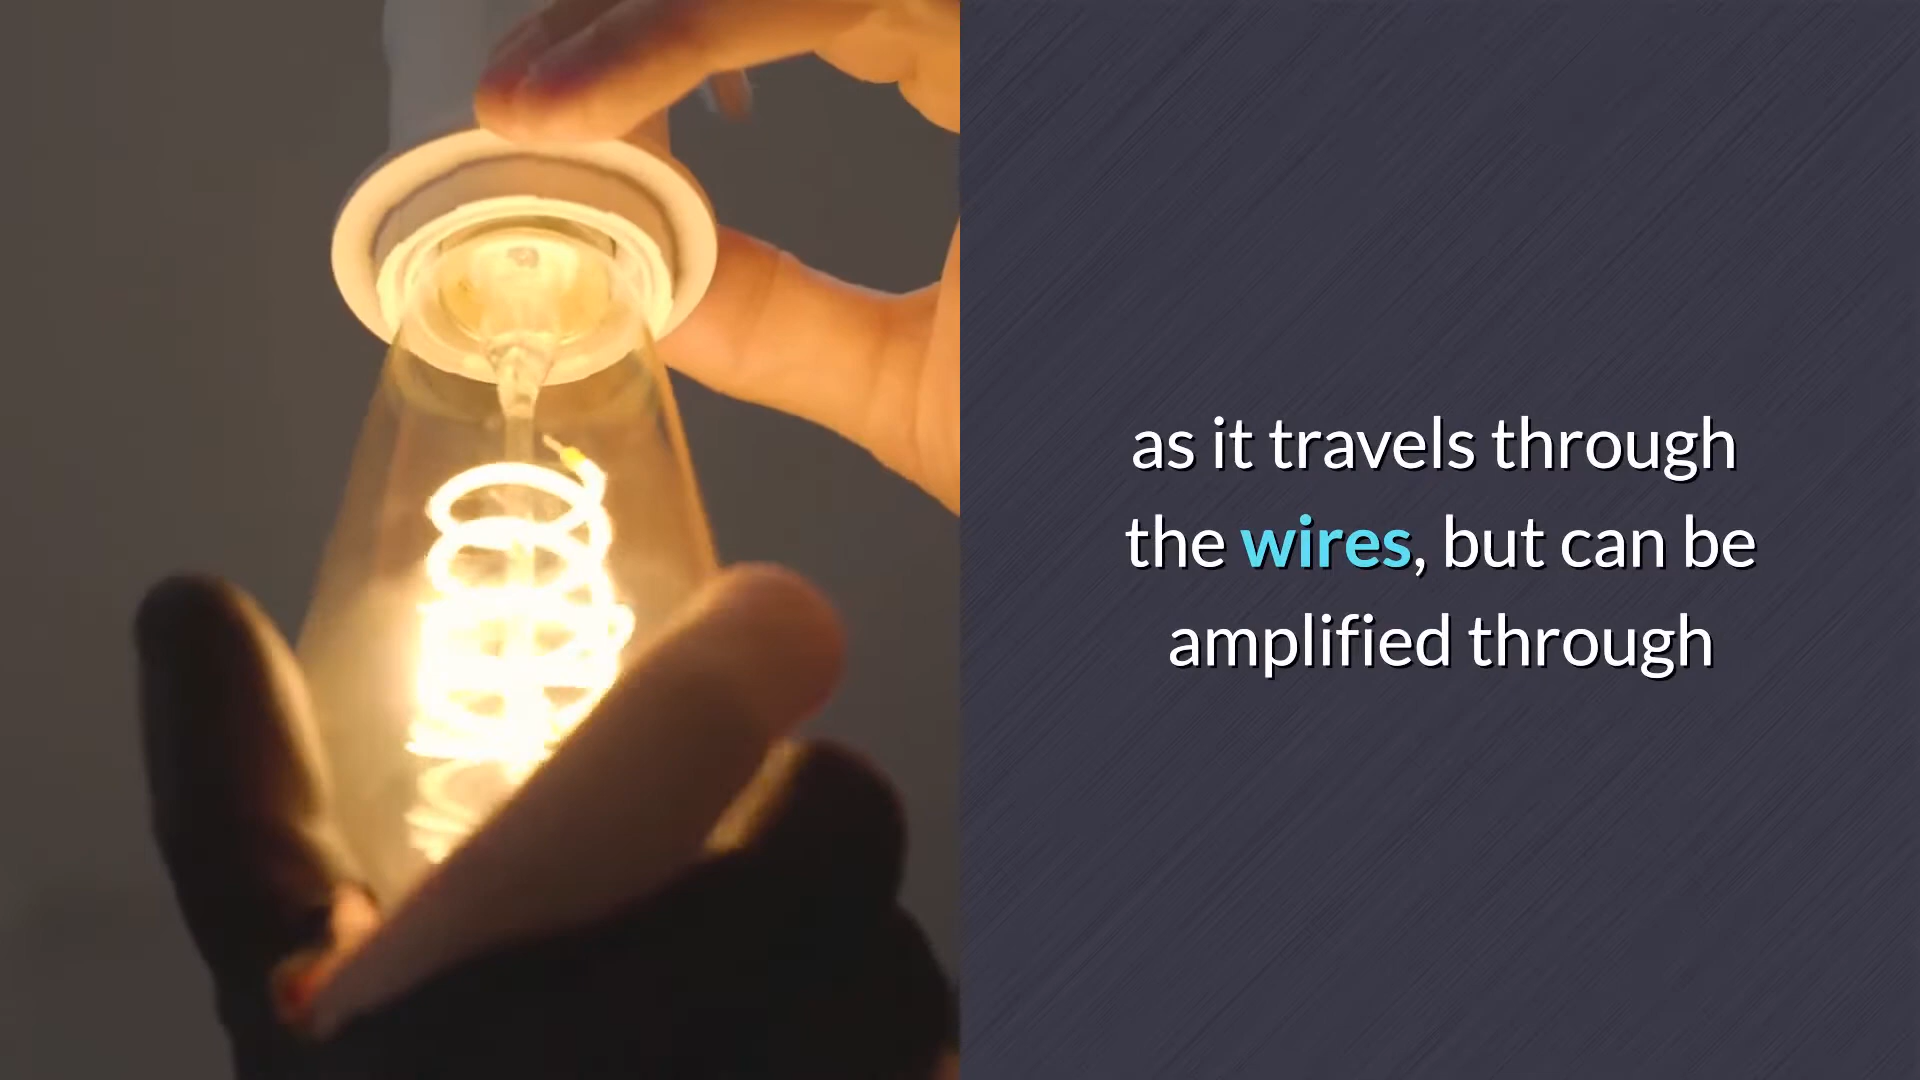 as it travels through
the wires, but can be
amplified through